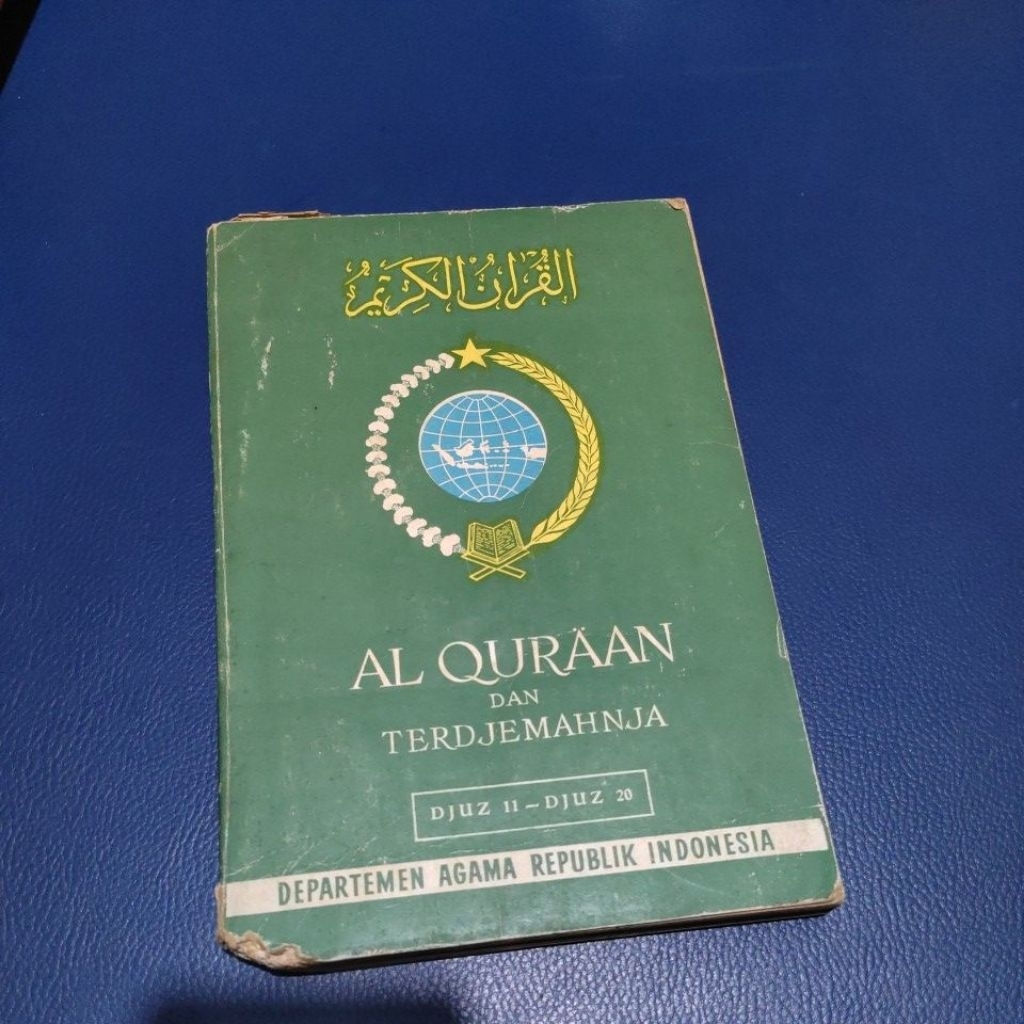 القرآن الكريم
AL QURÄAN
DAN
TERDJEMAHNJA
DJUZ 11 – DJUZ 20
DEPARTEMEN AGAMA REPUBLIK INDONESIA